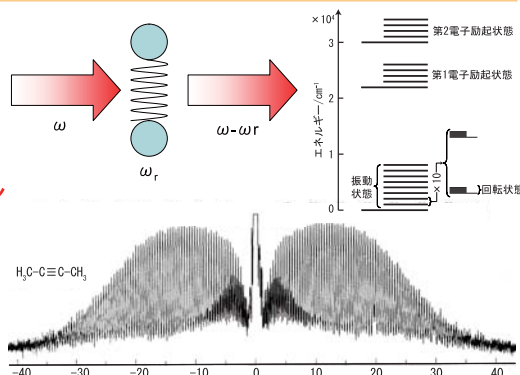 ω
ωᵣ
ω-ωr
×10⁴
エネルギー/cm⁻¹
3
2
1
0
第2電子励起状態
第1電子励起状態
振動
状態
×10
回転状態
H₃C-C≡C-CH₃
-40 -30 -20 -10 0 10 20 30 40